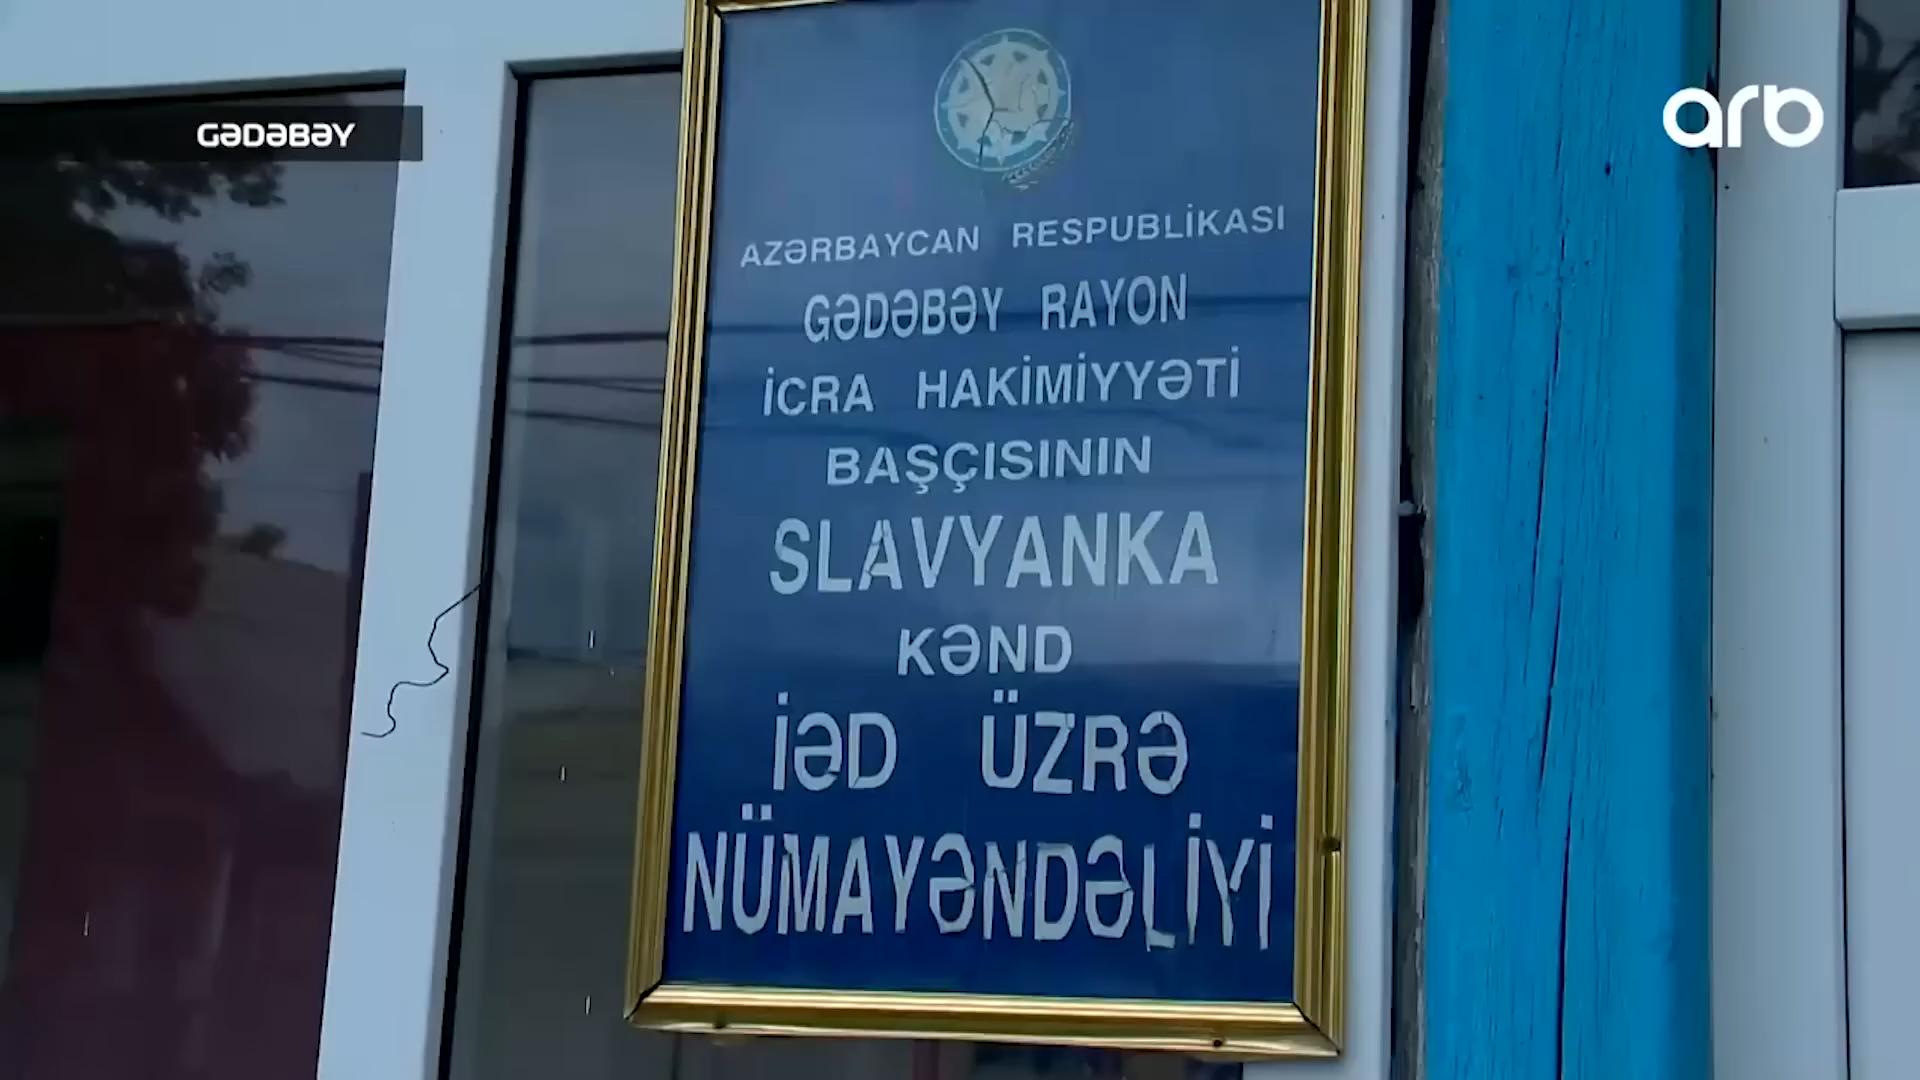 GƏDƏBƏY
arb
AZƏRBAYCAN RESPUBLİKASI
GƏDƏBƏY RAYON
İCRA HAKİMİYYƏTİ
BAŞÇISININ
SLAVYANKA
KƏND
İƏD ÜZRƏ
NÜMAYƏNDƏLİYİ